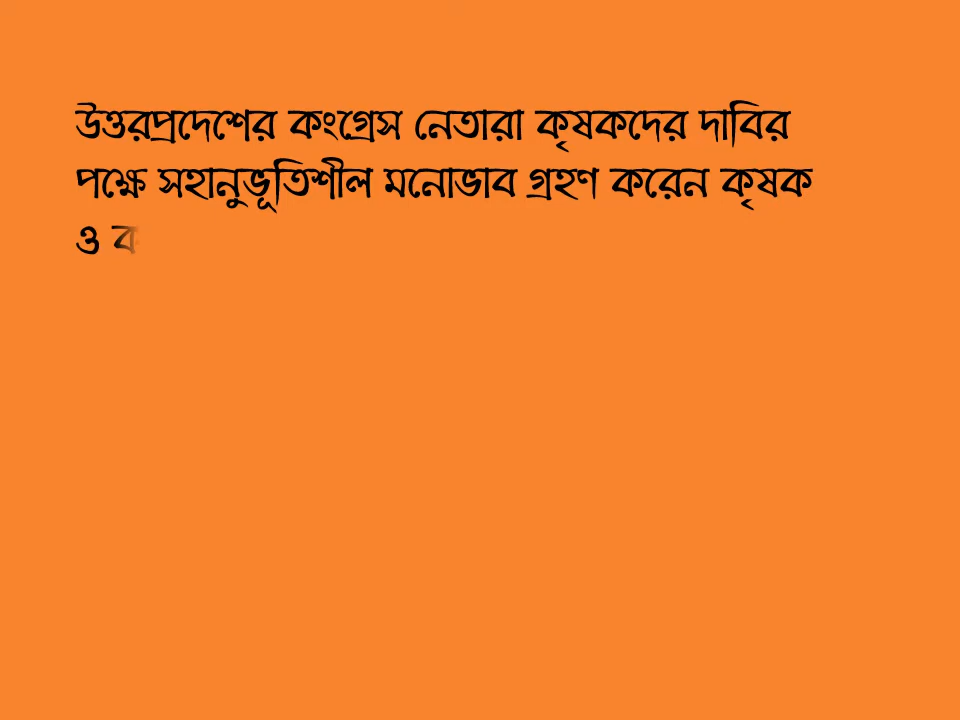 উত্তরপ্রদেশের কংগ্রেস নেতারা কৃষকদের দাবির
পক্ষে সহানুভূতিশীল মনোভাব গ্রহণ করেন কৃষক
ও